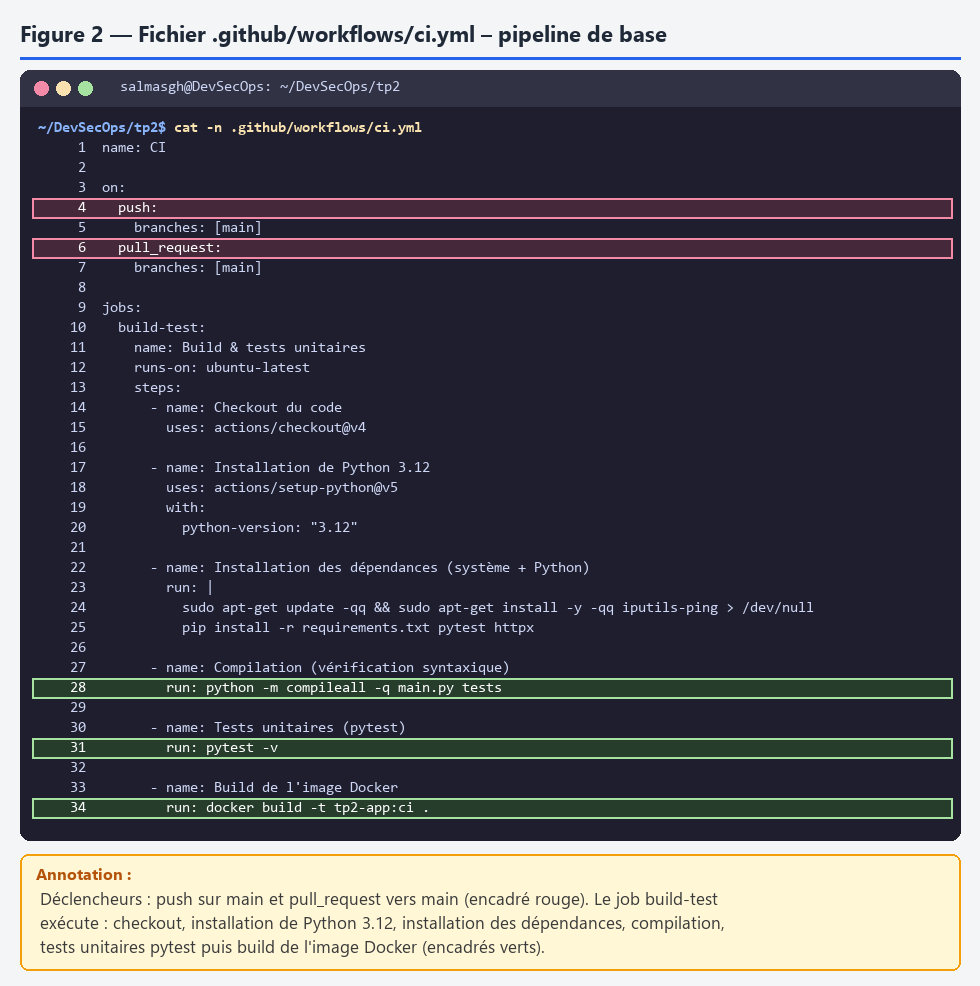 Figure 2 — Fichier .github/workflows/ci.yml – pipeline de base
salmasgh@DevSecOps: ~/DevSecOps/tp2
~/DevSecOps/tp2$ cat -n .github/workflows/ci.yml
1 name: CI
2
3 on:
4   push:
5     branches: [main]
6   pull_request:
7     branches: [main]
8
9 jobs:
10   build-test:
11     name: Build & tests unitaires
12     runs-on: ubuntu-latest
13     steps:
14       - name: Checkout du code
15         uses: actions/checkout@v4
16
17       - name: Installation de Python 3.12
18         uses: actions/setup-python@v5
19         with:
20           python-version: "3.12"
21
22       - name: Installation des dépendances (système + Python)
23         run: |
24           sudo apt-get update -qq && sudo apt-get install -y -qq iputils-ping > /dev/null
25           pip install -r requirements.txt pytest httpx
26
27       - name: Compilation (vérification syntaxique)
28         run: python -m compileall -q main.py tests
29
30       - name: Tests unitaires (pytest)
31         run: pytest -v
32
33       - name: Build de l'image Docker
34         run: docker build -t tp2-app:ci .
Annotation :
Déclencheurs : push sur main et pull_request vers main (encadré rouge). Le job build-test
exécute : checkout, installation de Python 3.12, installation des dépendances, compilation,
tests unitaires pytest puis build de l'image Docker (encadrés verts).